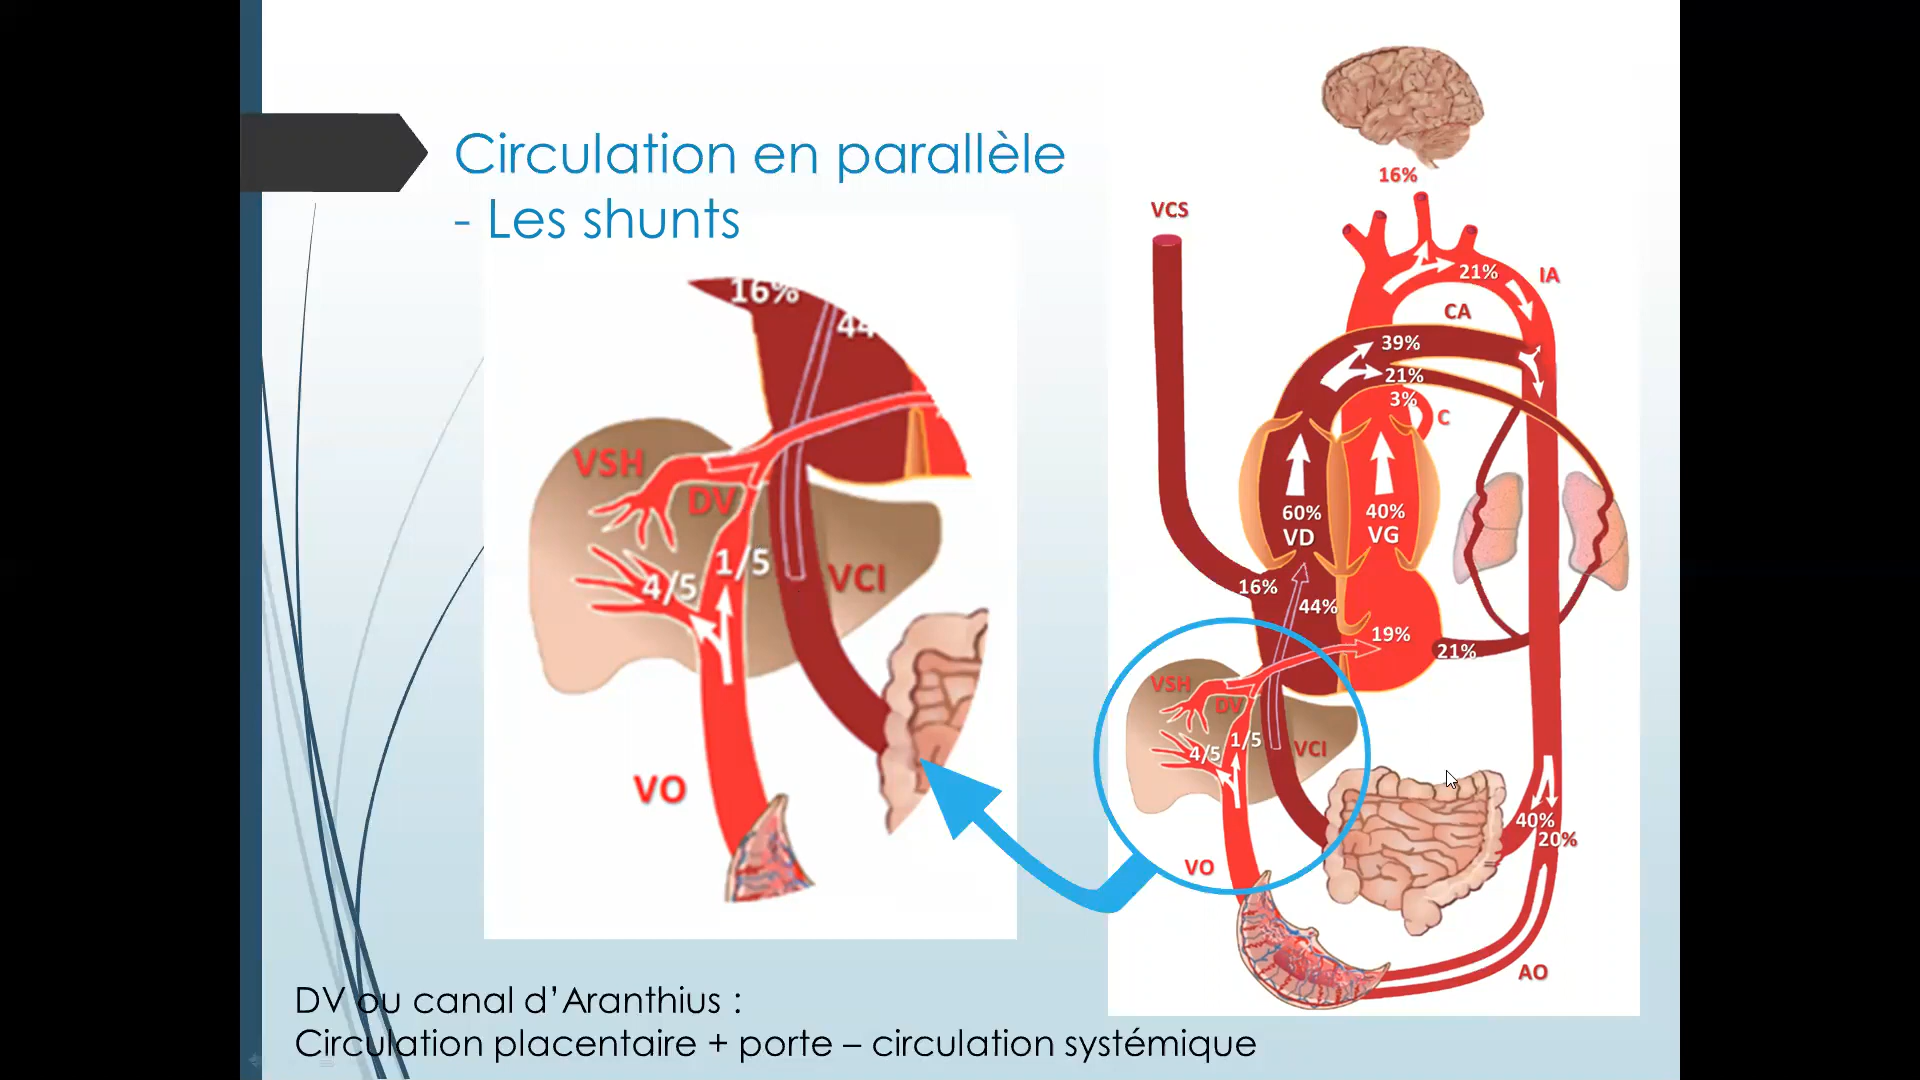 Circulation en parallèle
- Les shunts
16%
44
VSH
DV
1/5
4/5
VCI
VO
16%
VCS
21%
IA
CA
39%
21%
3%
C
60%
VD
40%
VG
16%
44%
19%
21%
VSH
DV
1/5
4/5
VCI
40%
20%
VO
AO
DV ou canal d’Aranthius :
Circulation placentaire + porte – circulation systémique